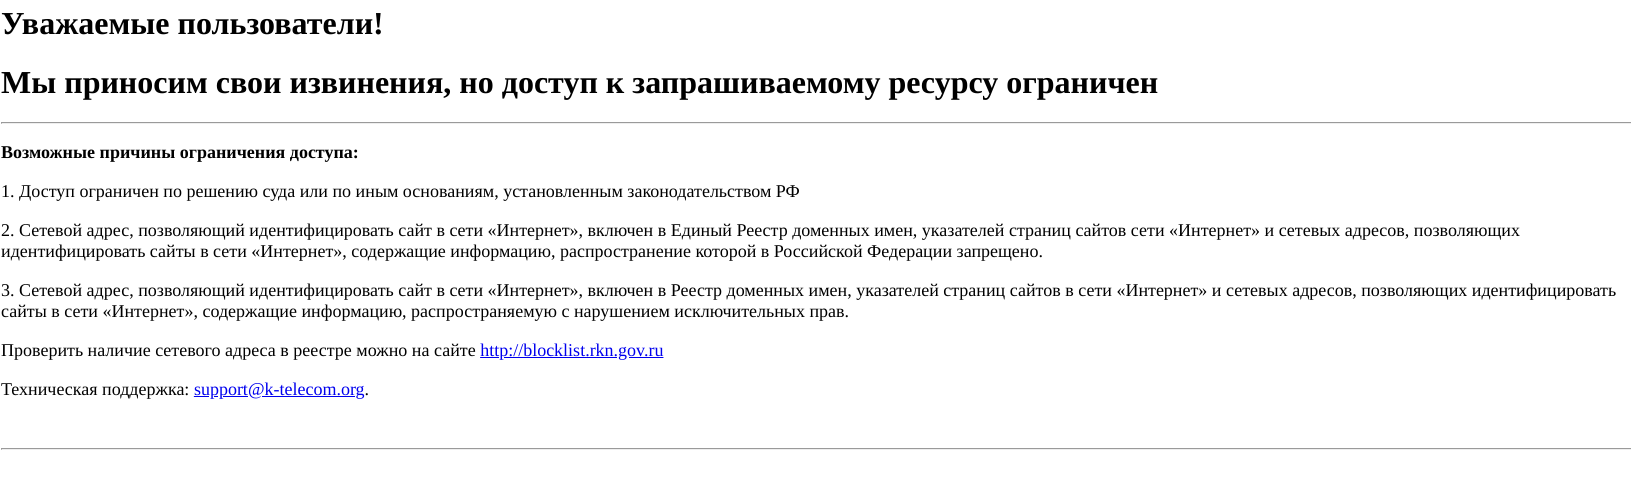 Уважаемые пользователи!
Мы приносим свои извинения, но доступ к запрашиваемому ресурсу ограничен
Возможные причины ограничения доступа:
1. Доступ ограничен по решению суда или по иным основаниям, установленным законодательством РФ
2. Сетевой адрес, позволяющий идентифицировать сайт в сети «Интернет», включен в Единый Реестр доменных имен, указателей страниц сайтов сети «Интернет» и сетевых адресов, позволяющих
идентифицировать сайты в сети «Интернет», содержащие информацию, распространение которой в Российской Федерации запрещено.
3. Сетевой адрес, позволяющий идентифицировать сайт в сети «Интернет», включен в Реестр доменных имен, указателей страниц сайтов в сети «Интернет» и сетевых адресов, позволяющих идентифицировать
сайты в сети «Интернет», содержащие информацию, распространяемую с нарушением исключительных прав.
Проверить наличие сетевого адреса в реестре можно на сайте http://blocklist.rkn.gov.ru
Техническая поддержка: support@k-telecom.org.